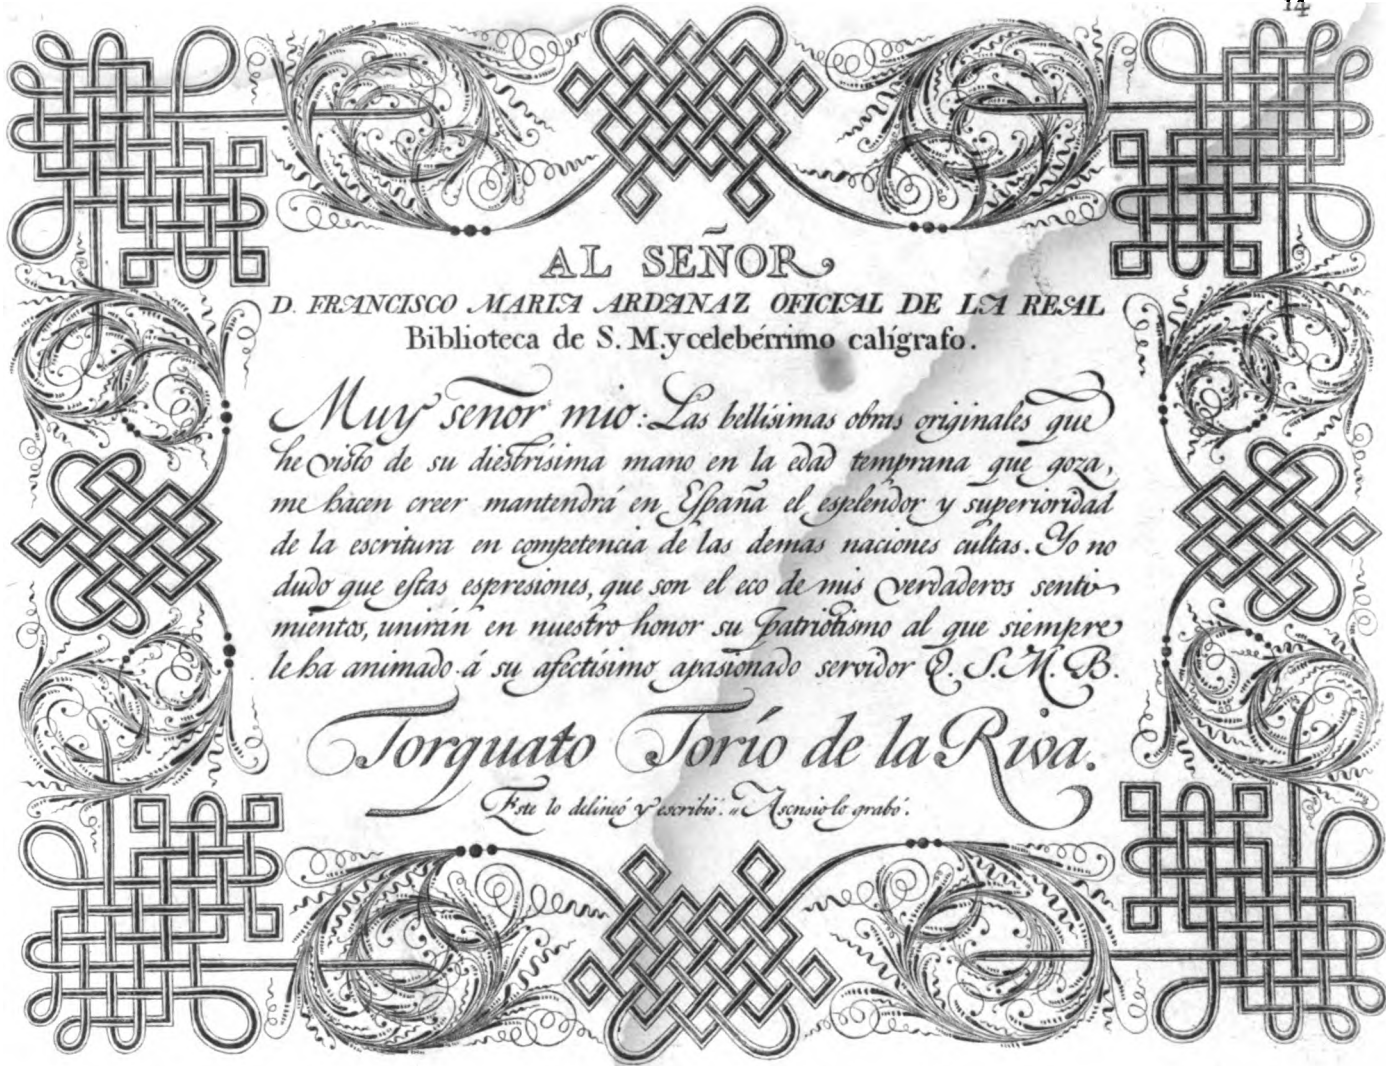 14
AL SEÑOR
D. FRANCISCO MARIA ARDANAZ OFICIAL DE LA REAL
Biblioteca de S. M. y celebérrimo calígrafo.
Muy señor mio: Las bellísimas obras originales que
he visto de su diestrísima mano en la edad temprana que goza,
me hacen creer mantendrá en España el esplendor y superioridad
de la escritura en competencia de las demas naciones cultas. Yo no
dudo que estas espresiones, que son el eco de mis verdaderos senti-
mientos, unirán en nuestro honor su patriotismo al que siempre
le ha animado á su afectísimo apasionado servidor Q. S. M. B.
Torquato Torío de la Riva.
Este lo delineó y escribió. „ Asensio lo grabó.